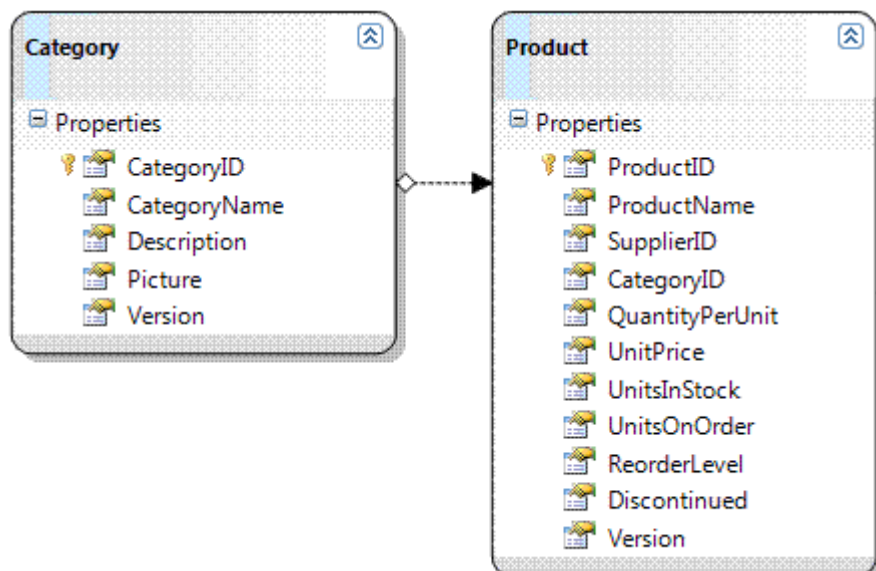 Category
Properties
CategoryID
CategoryName
Description
Picture
Version
Product
Properties
ProductID
ProductName
SupplierID
CategoryID
QuantityPerUnit
UnitPrice
UnitsInStock
UnitsOnOrder
ReorderLevel
Discontinued
Version